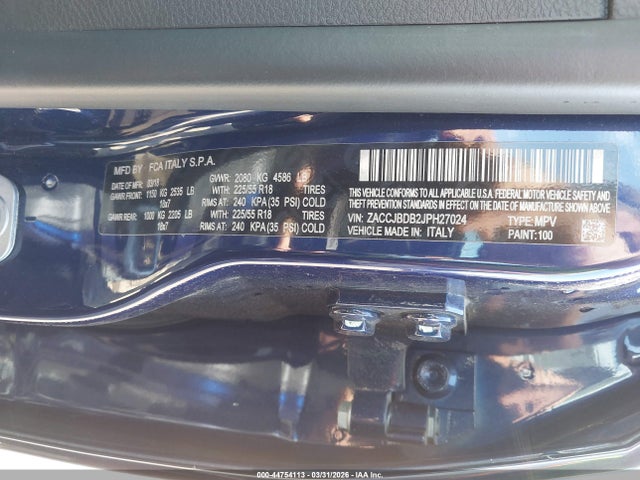 MFD BY FCA ITALY S.P.A.
DATE OF MFR: 03/18 GVWR: 2080 KG 4586 LB
GAWR FRONT: 1150 KG 2535 LB WITH: 225/55 R18 TIRES
18x7 RIMS AT: 240 KPA(35 PSI) COLD
GAWR REAR: 1000 KG 2205 LB WITH: 225/55 R18 TIRES
18x7 RIMS AT: 240 KPA(35 PSI) COLD
THIS VEHICLE CONFORMS TO ALL APPLICABLE U.S.A. FEDERAL MOTOR
VEHICLE SAFETY, BUMPER, AND THEFT PREVENTION
STANDARDS IN EFFECT ON THE DATE OF MANUFACTURE SHOWN ABOVE
VIN: ZACCJBDB2JPH27024 TYPE: MPV
VEHICLE MADE IN: ITALY PAINT: 100
000-44754113 — 03/31/2026 — IAA Inc.